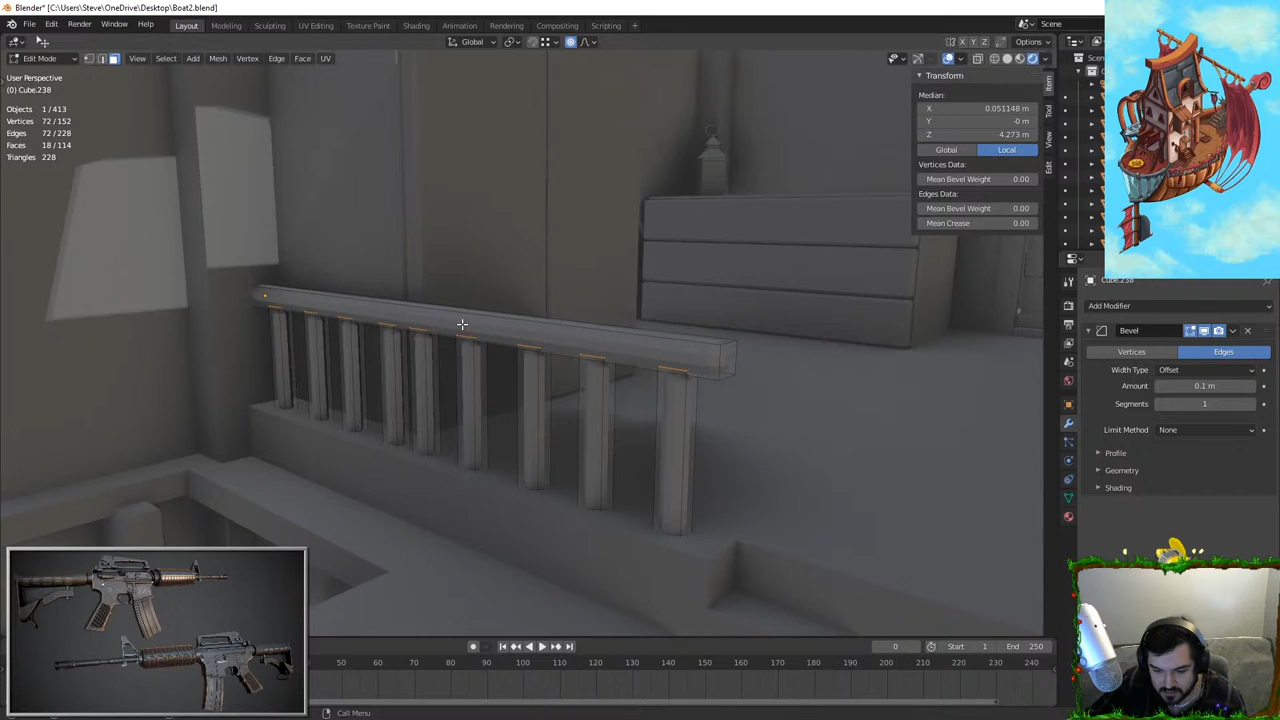 Blender* [C:\Users\Steve\OneDrive\Desktop\Boat2.blend]
File Edit Render Window Help Layout Modeling Sculpting UV Editing Texture Paint Shading Animation Rendering Compositing Scripting + Scene
Global X Y Z Options
Edit Mode View Select Add Mesh Vertex Edge Face UV
User Perspective
(0) Cube.238
Objects 1/413
Vertices 72/152
Edges 72/228
Faces 18/114
Triangles 228
Transform
Median:
X 0.051148 m
Y -0 m
Z 4.273 m
Global Local
Vertices Data:
Mean Bevel Weight 0.00
Edges Data:
Mean Bevel Weight 0.00
Mean Crease 0.00
Item
Tool
View
Edit
Cube.238
Add Modifier
Bevel
Vertices Edges
Width Type Offset
Amount 0.1 m
Segments 1
Limit Method None
Profile
Geometry
Shading
0 Start 1 End 250
50 60 70 80 90 100 110 120 130 140 150 160 170 180 190 200 210 220 230 240
Call Menu